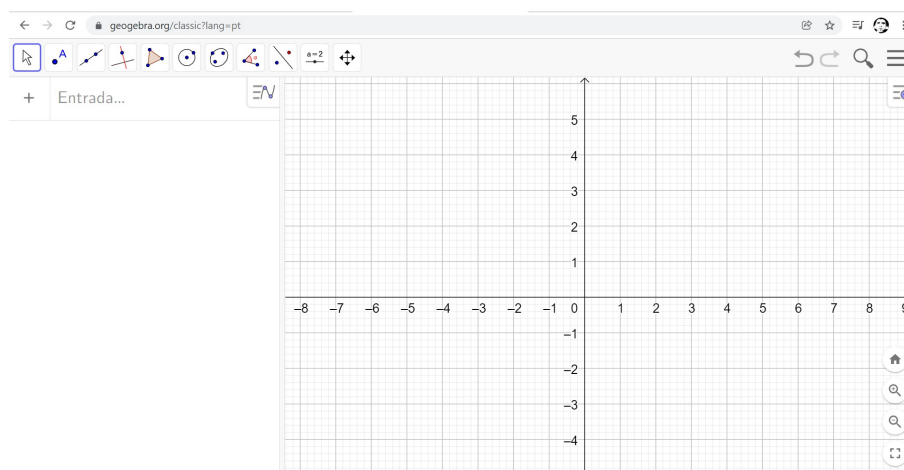 geogebra.org/classic?lang=pt
A
a=2
+ Entrada...
5
4
3
2
1
–8 –7 –6 –5 –4 –3 –2 –1 0 1 2 3 4 5 6 7 8
–1
–2
–3
–4